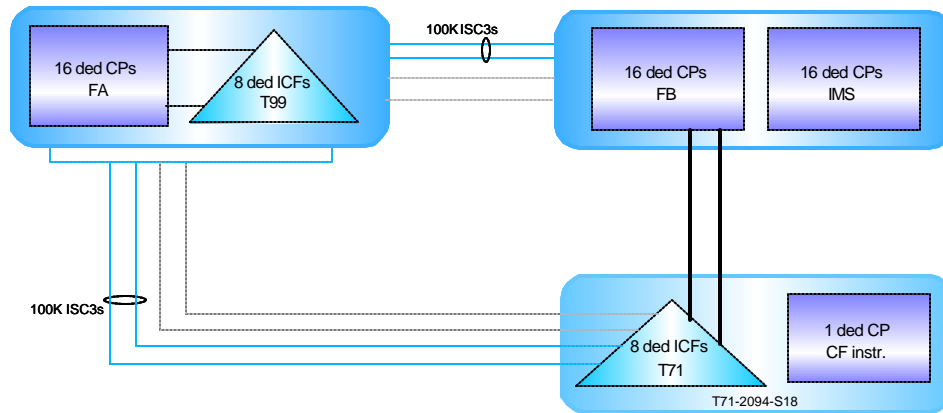 100K ISC3s
16 ded CPs
FA
8 ded ICFs
T99
16 ded CPs
FB
16 ded CPs
IMS
100K ISC3s
8 ded ICFs
T71
1 ded CP
CF instr.
T71-2094-S18